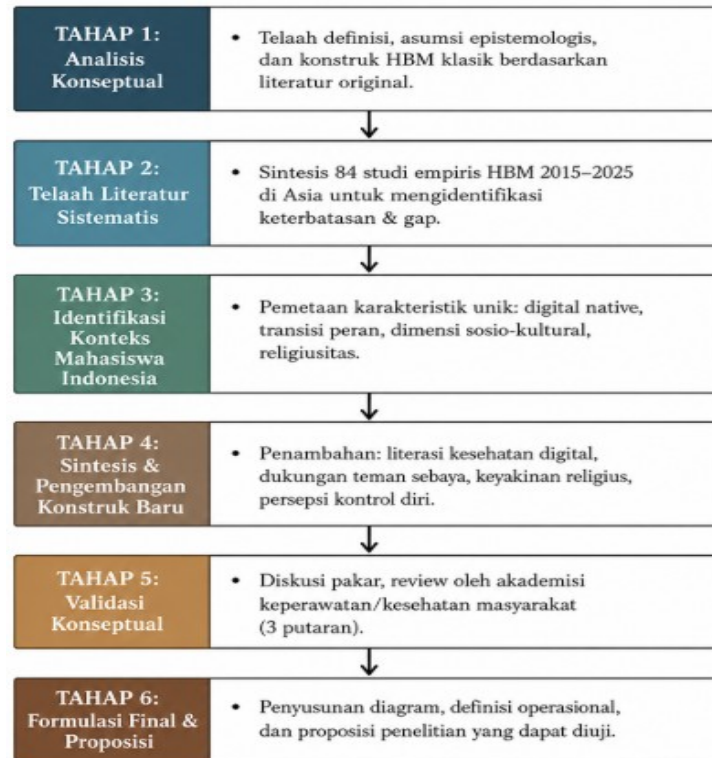 TAHAP 1:
Analisis
Konseptual
• Telaah definisi, asumsi epistemologis,
dan konstruk HBM klasik berdasarkan
literatur original.
TAHAP 2:
Telaah Literatur
Sistematis
• Sintesis 84 studi empiris HBM 2015–2025
di Asia untuk mengidentifikasi
keterbatasan & gap.
TAHAP 3:
Identifikasi
Konteks
Mahasiswa
Indonesia
• Pemetaan karakteristik unik: digital native,
transisi peran, dimensi sosio-kultural,
religiusitas.
TAHAP 4:
Sintesis &
Pengembangan
Konstruk Baru
• Penambahan: literasi kesehatan digital,
dukungan teman sebaya, keyakinan religius,
persepsi kontrol diri.
TAHAP 5:
Validasi
Konseptual
• Diskusi pakar, review oleh akademisi
keperawatan/kesehatan masyarakat
(3 putaran).
TAHAP 6:
Formulasi Final &
Proposisi
• Penyusunan diagram, definisi operasional,
dan proposisi penelitian yang dapat diuji.